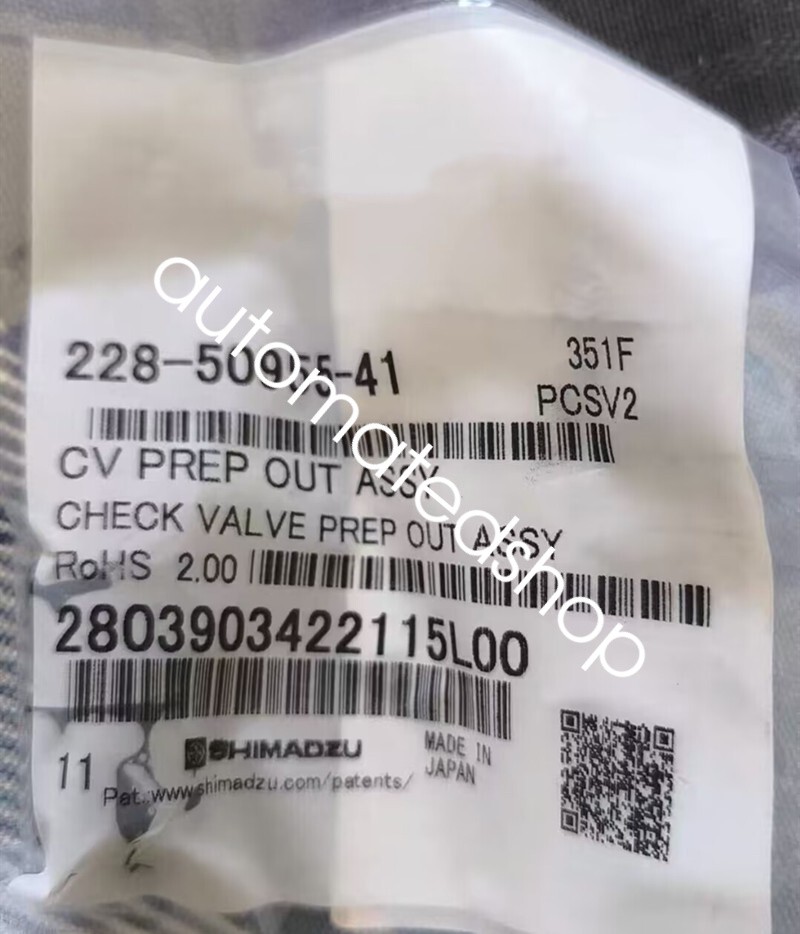 228-50955-41
351F
PCSV2
CV PREP OUT ASSY
CHECK VALVE PREP OUT ASSY
RoHS 2.00
2803903422115L00
11
SHIMADZU
MADE IN
JAPAN
Pat.:www.shimadzu.com/patents/
automatedshop